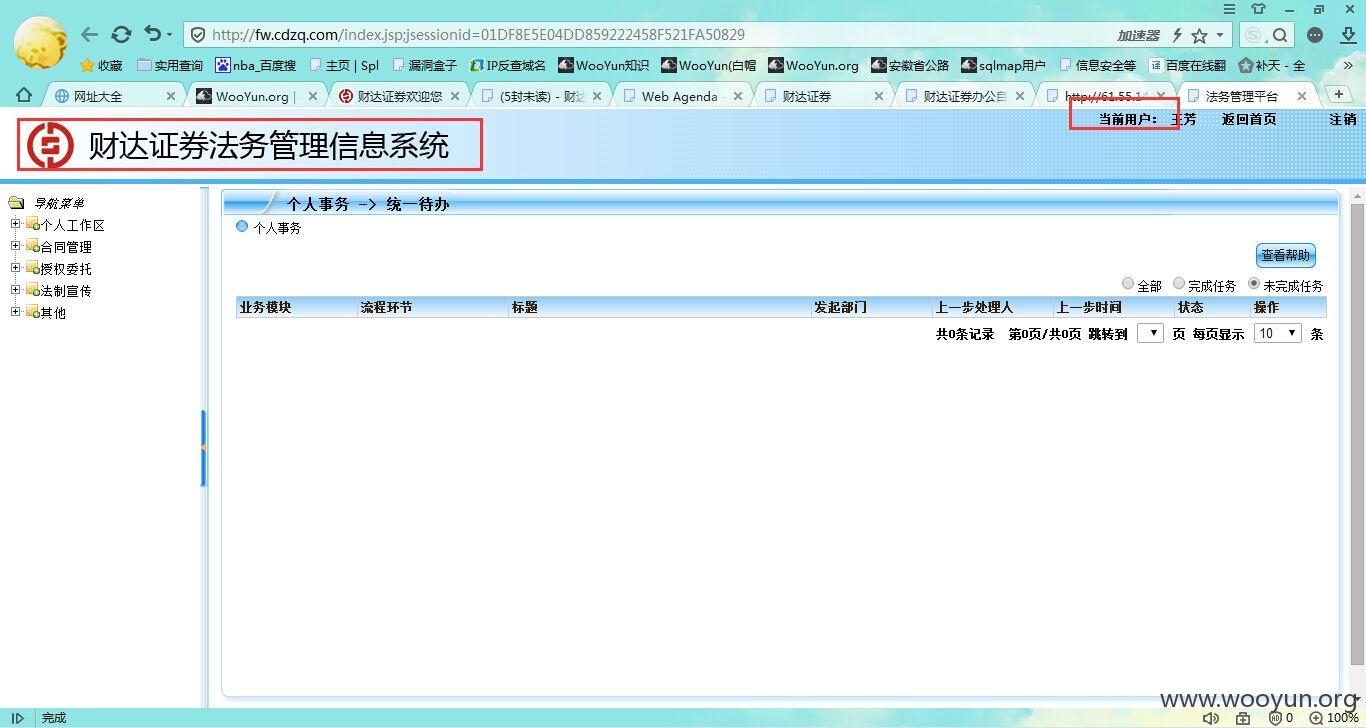 http://fw.cdzq.com/index.jsp;jsessionid=01DF8E5E04DD859222458F521FA50829 加速器
收藏 实用查询 nba_百度搜索 主页 | Spl 漏洞盒子 IP反查域名 WooYun知识 WooYun(白帽 WooYun.org 安徽省公路 sqlmap用户 信息安全等 百度在线翻 补天 - 全 »
网址大全 WooYun.org | 财达证券欢迎您 (5封未读) - 财达 Web Agenda 财达证券 财达证券办公自 http://61.55.14 法务管理平台
财达证券法务管理信息系统
当前用户： 王芳 返回首页 注销
导航菜单
个人工作区
合同管理
授权委托
法制宣传
其他
个人事务 -> 统一待办
个人事务
查看帮助
全部 完成任务 未完成任务
业务模块 流程环节 标题 发起部门 上一步处理人 上一步时间 状态 操作
共0条记录 第0页/共0页 跳转到 页 每页显示 10 条
www.wooyun.org
完成 0 100%